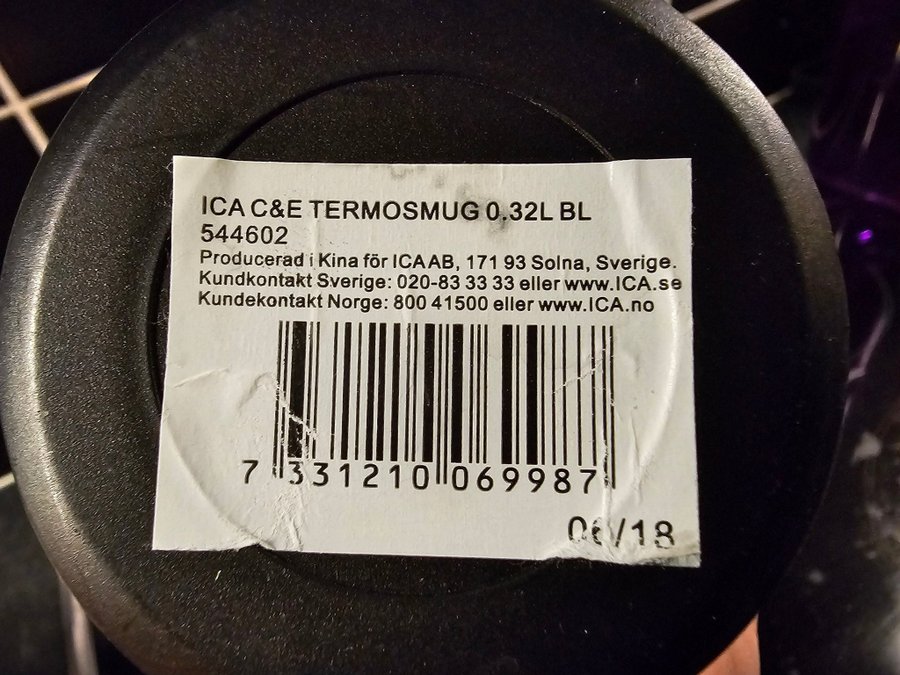 ICA C&E TERMOSMUG 0,32L BL
544602
Producerad i Kina för ICA AB, 171 93 Solna, Sverige.
Kundkontakt Sverige: 020-83 33 33 eller www.ICA.se
Kundekontakt Norge: 800 41500 eller www.ICA.no
7 331210 069987
06/18